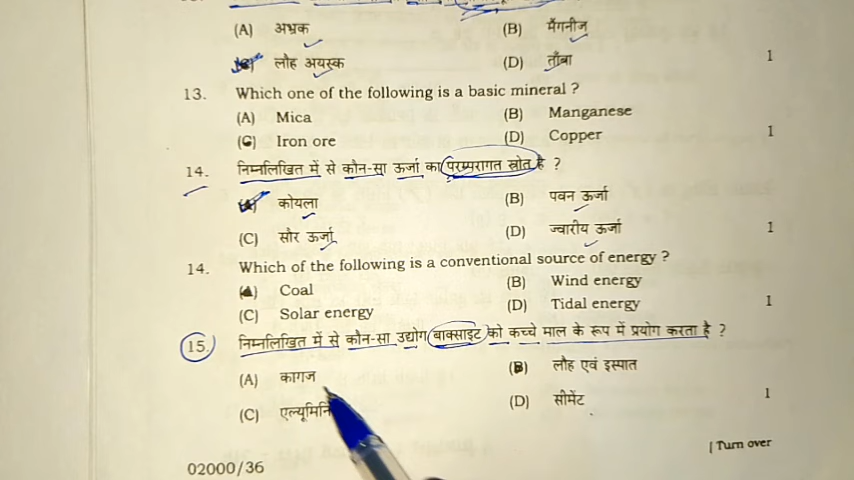 (A) अभ्रक (B) मैंगनीज
(C) लौह अयस्क (D) ताँबा 1
13. Which one of the following is a basic mineral ?
(A) Mica (B) Manganese
(C) Iron ore (D) Copper 1
14. निम्नलिखित में से कौन-सा ऊर्जा का परम्परागत स्रोत है ?
(A) कोयला (B) पवन ऊर्जा
(C) सौर ऊर्जा (D) ज्वारीय ऊर्जा 1
14. Which of the following is a conventional source of energy ?
(A) Coal (B) Wind energy
(C) Solar energy (D) Tidal energy 1
15. निम्नलिखित में से कौन-सा उद्योग बाक्साइट को कच्चे माल के रूप में प्रयोग करता है ?
(A) कागज (B) लौह एवं इस्पात
(C) (D) सीमेंट 1
[ Turn over
02000/36